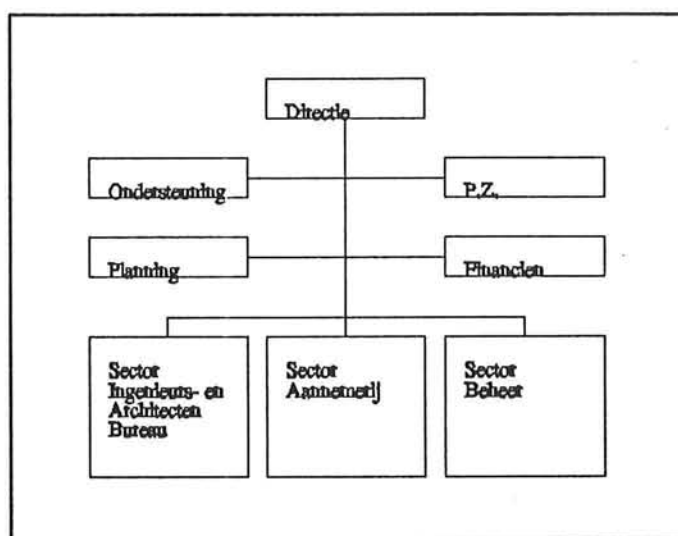 Directie
Ondersteuning
P.Z.
Planning
Financien
Sector
Ingenieurs- en
Architecten
Bureau
Sector
Aannemerij
Sector
Beheer